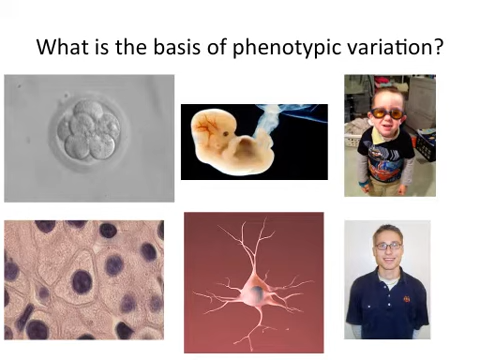 What is the basis of phenotypic variation?